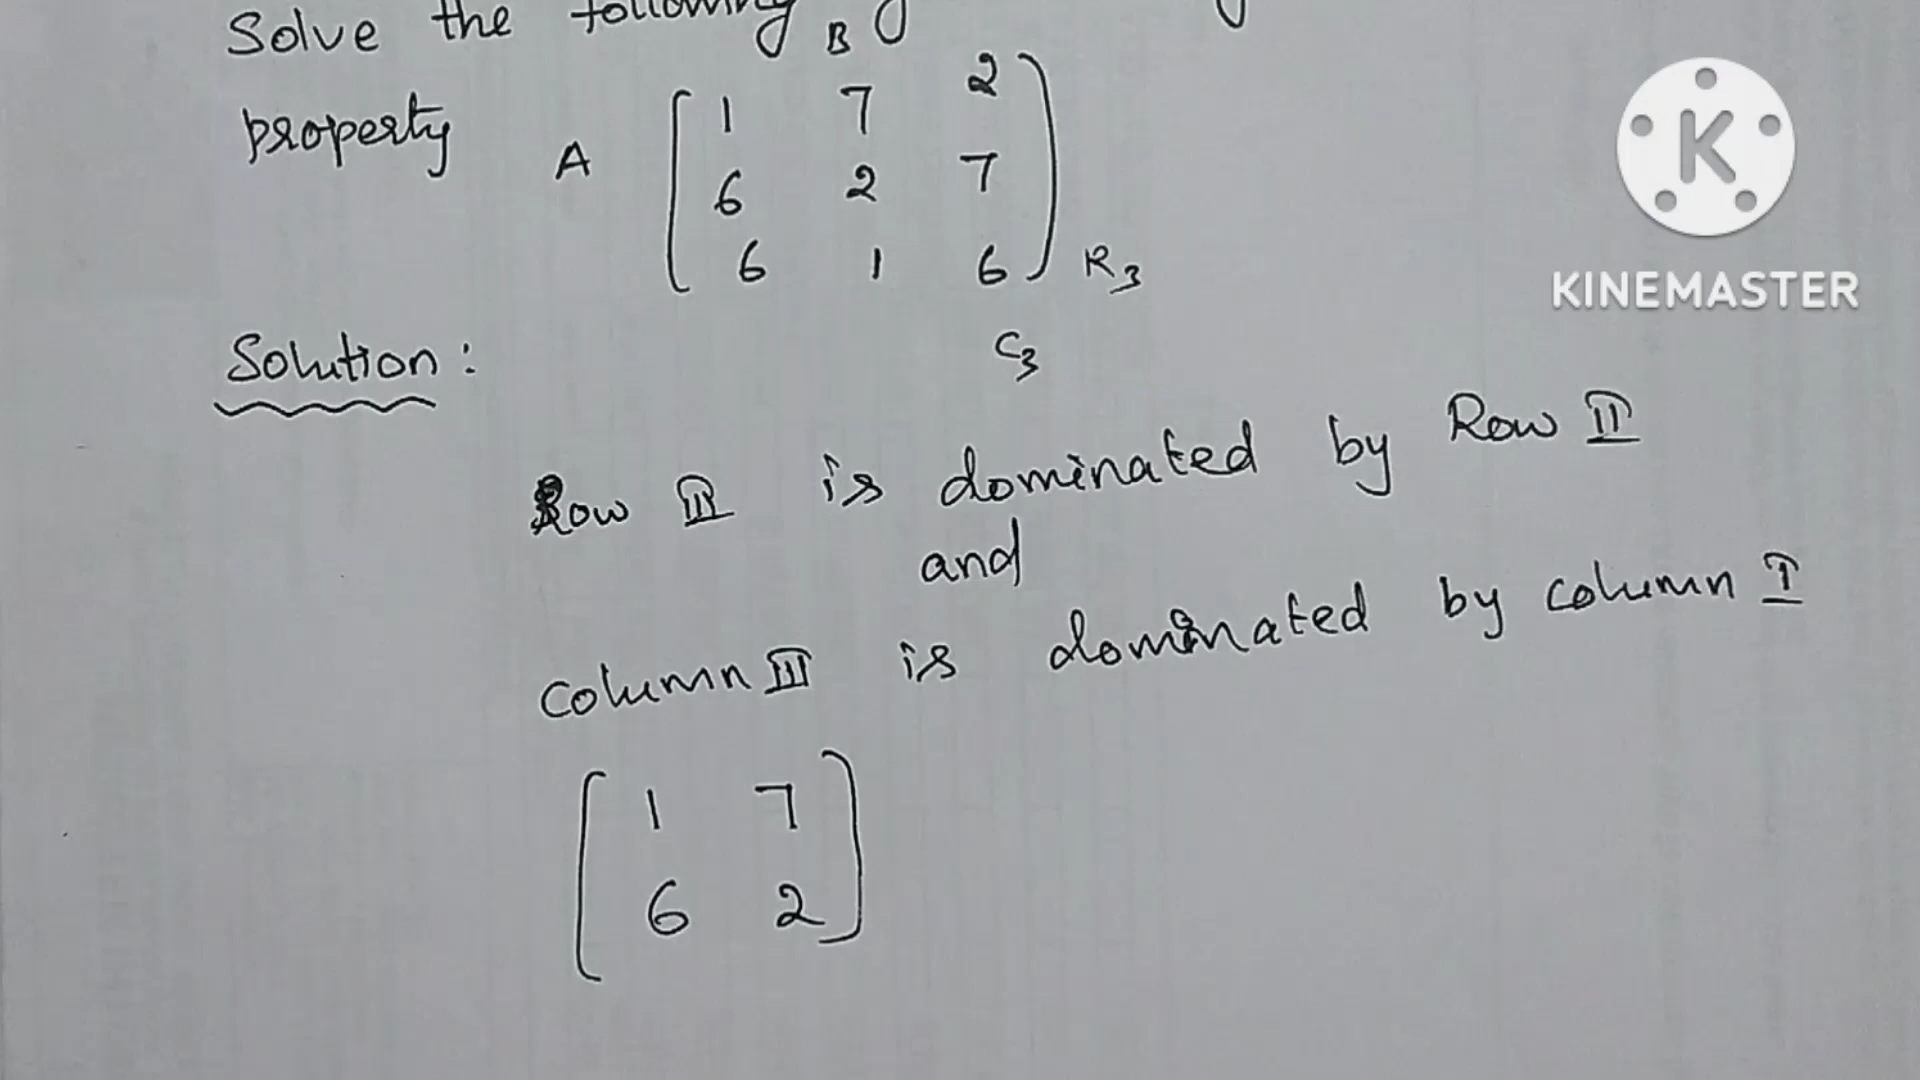 Solve the following
property A B
1 7 2
6 2 7
6 1 6 R3
C3
Solution:
Row III is dominated by Row II
and
column III is dominated by column I
1 7
6 2
K
KINEMASTER